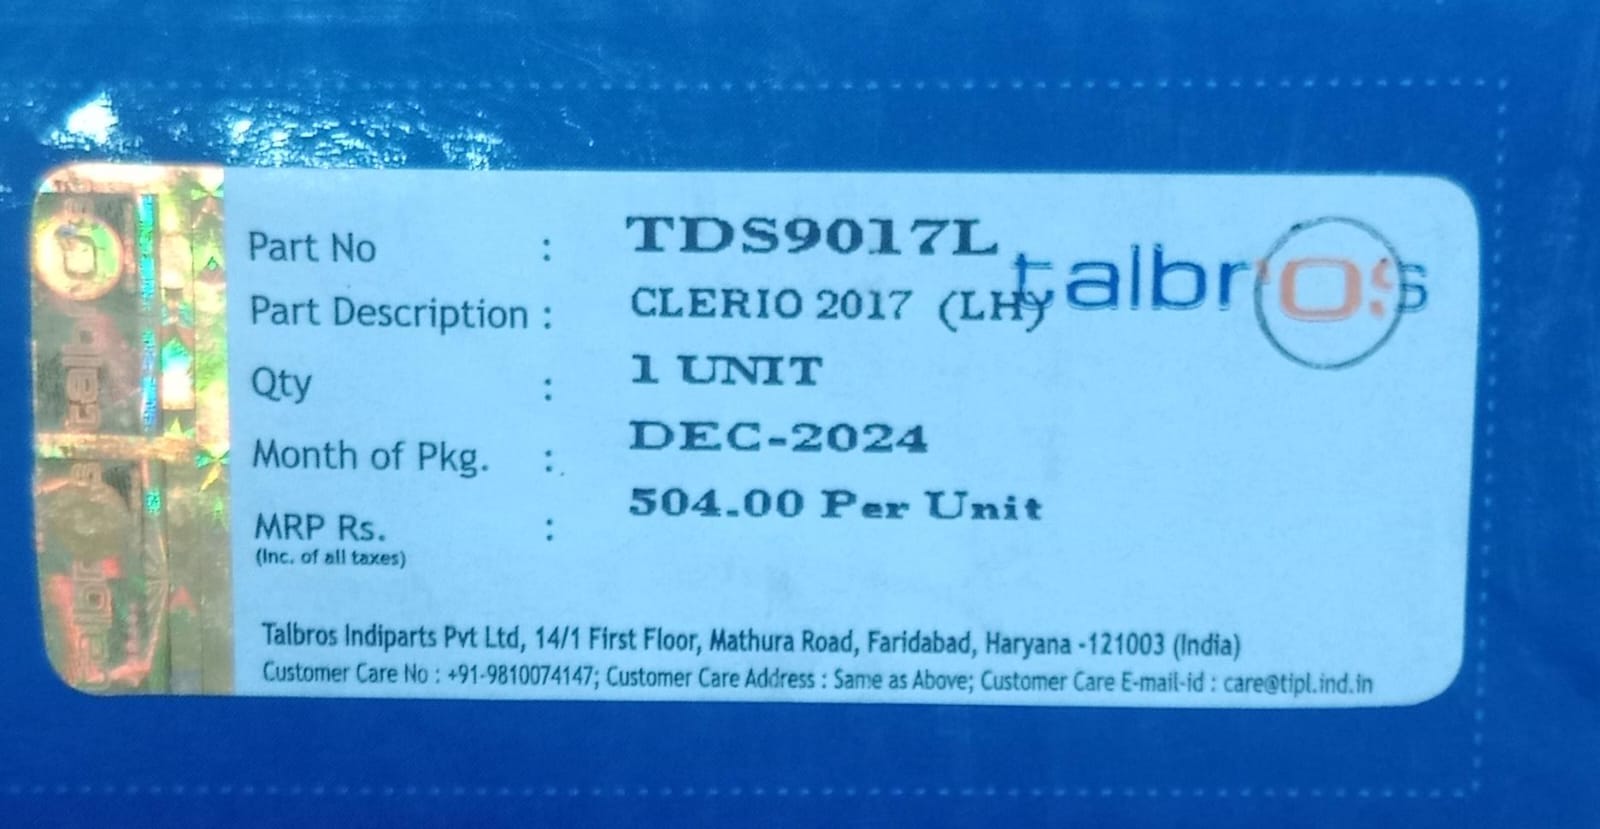 Part No : TDS9017L
talbros
Part Description : CLERIO 2017 (LH)
Qty : 1 UNIT
Month of Pkg. : DEC-2024
MRP Rs. : 504.00 Per Unit
(Inc. of all taxes)
Talbros Indiparts Pvt Ltd, 14/1 First Floor, Mathura Road, Faridabad, Haryana -121003 (India)
Customer Care No : +91-9810074147; Customer Care Address : Same as Above; Customer Care E-mail-id : care@tipl.ind.in